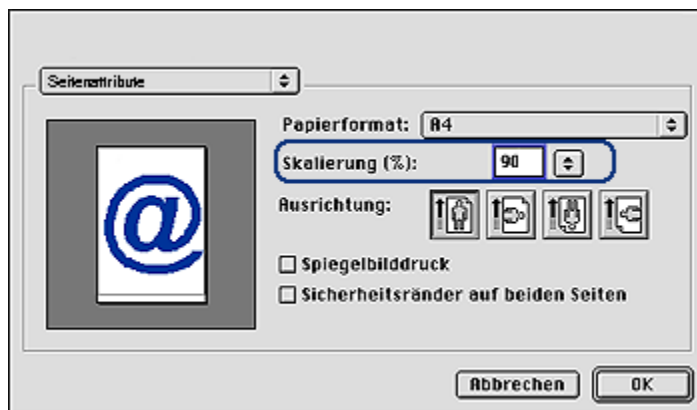 Seitenattribute
Papierformat: A4
Skalierung (%): 90
Ausrichtung:
Spiegelbilddruck
Sicherheitsränder auf beiden Seiten
@
Abbrechen OK